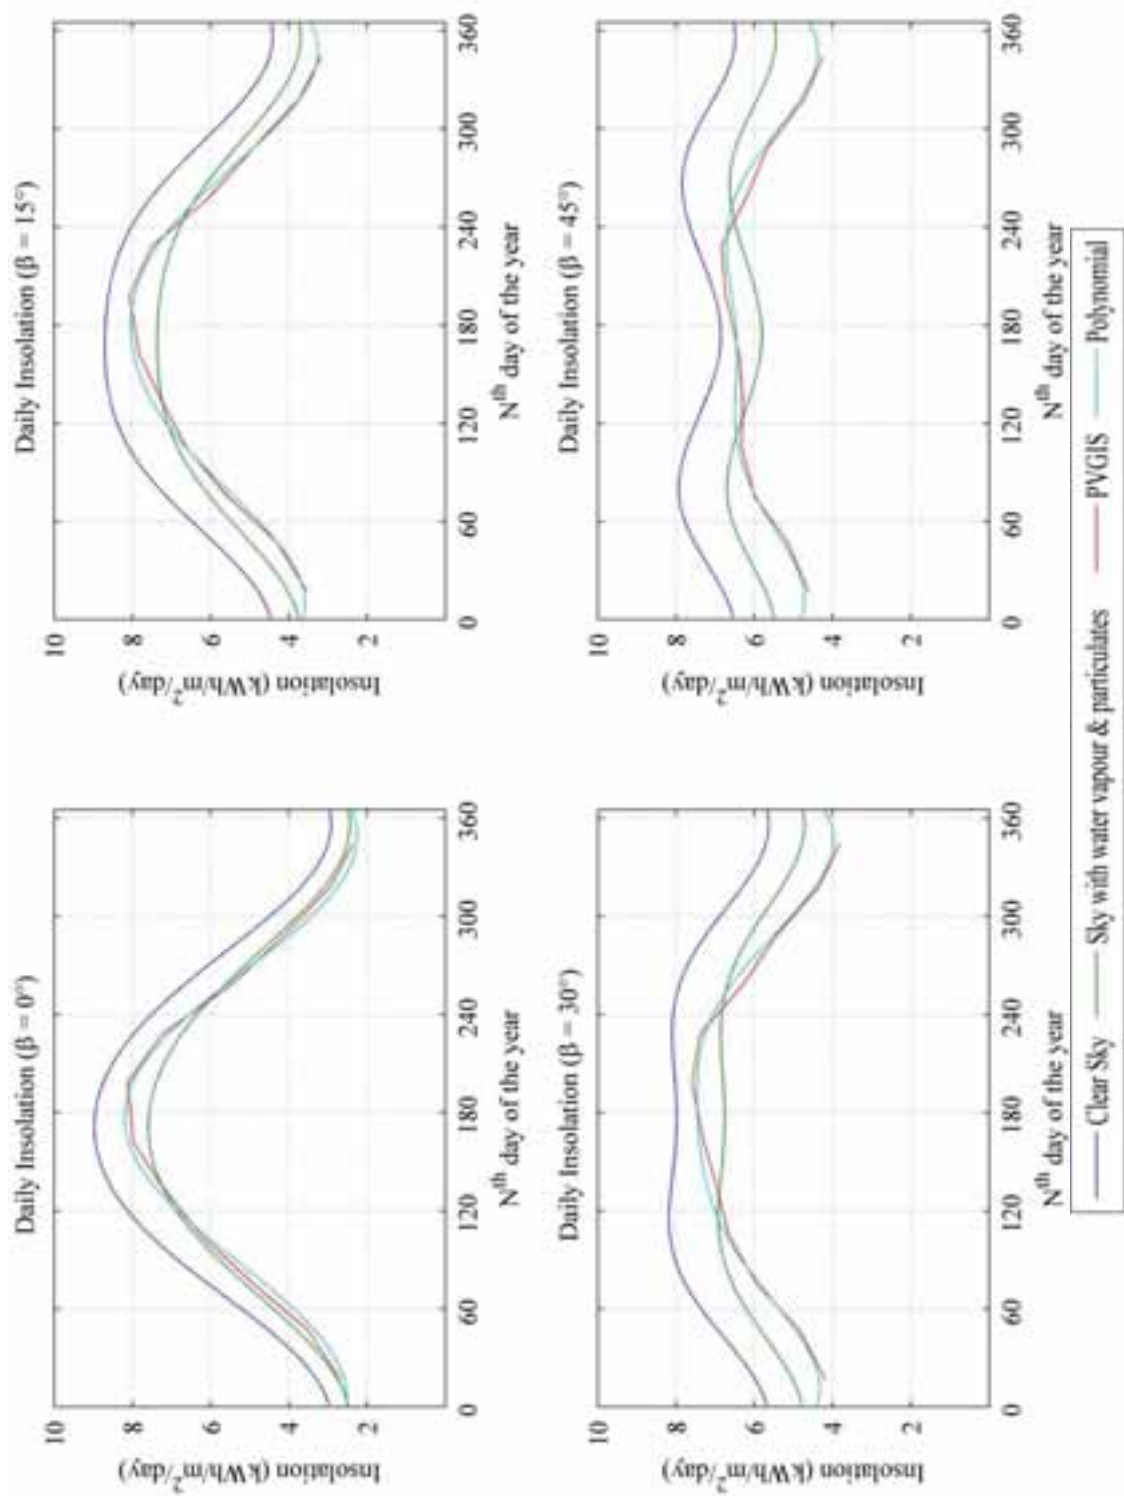 Daily Insolation (β = 0°)
Insolation (kWh/m²/day)
10
8
6
4
2
0 60 120 180 240 300 360
Nᵗʰ day of the year
Daily Insolation (β = 15°)
Insolation (kWh/m²/day)
10
8
6
4
2
0 60 120 180 240 300 360
Nᵗʰ day of the year
Daily Insolation (β = 30°)
Insolation (kWh/m²/day)
10
8
6
4
2
0 60 120 180 240 300 360
Nᵗʰ day of the year
Daily Insolation (β = 45°)
Insolation (kWh/m²/day)
10
8
6
4
2
0 60 120 180 240 300 360
Nᵗʰ day of the year
Clear Sky Sky with water vapour & particulates PVGIS Polynomial